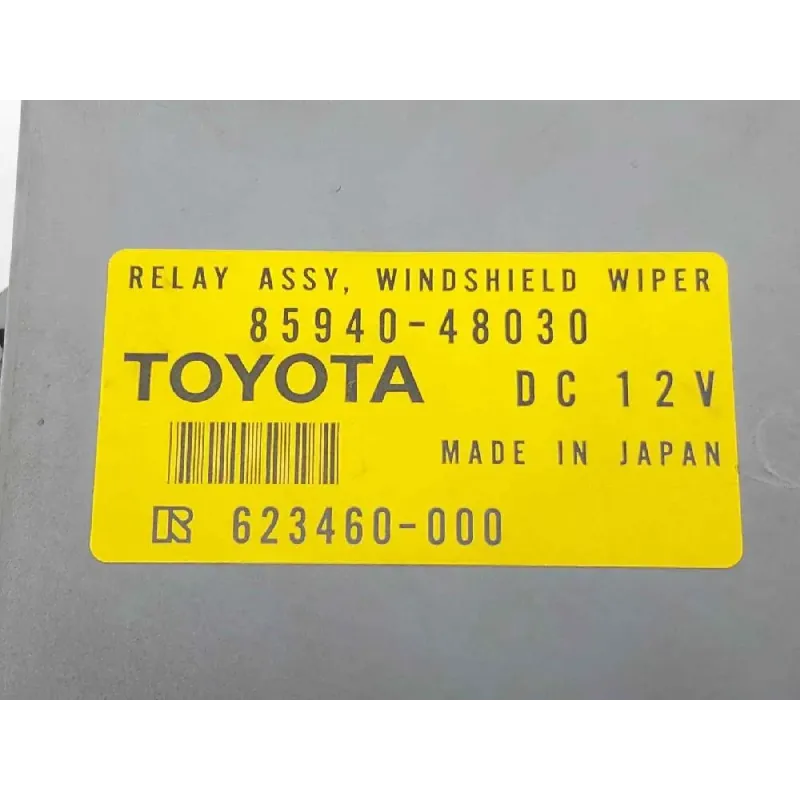 RELAY ASSY, WINDSHIELD WIPER
85940-48030
TOYOTA DC 12V
MADE IN JAPAN
R 623460-000